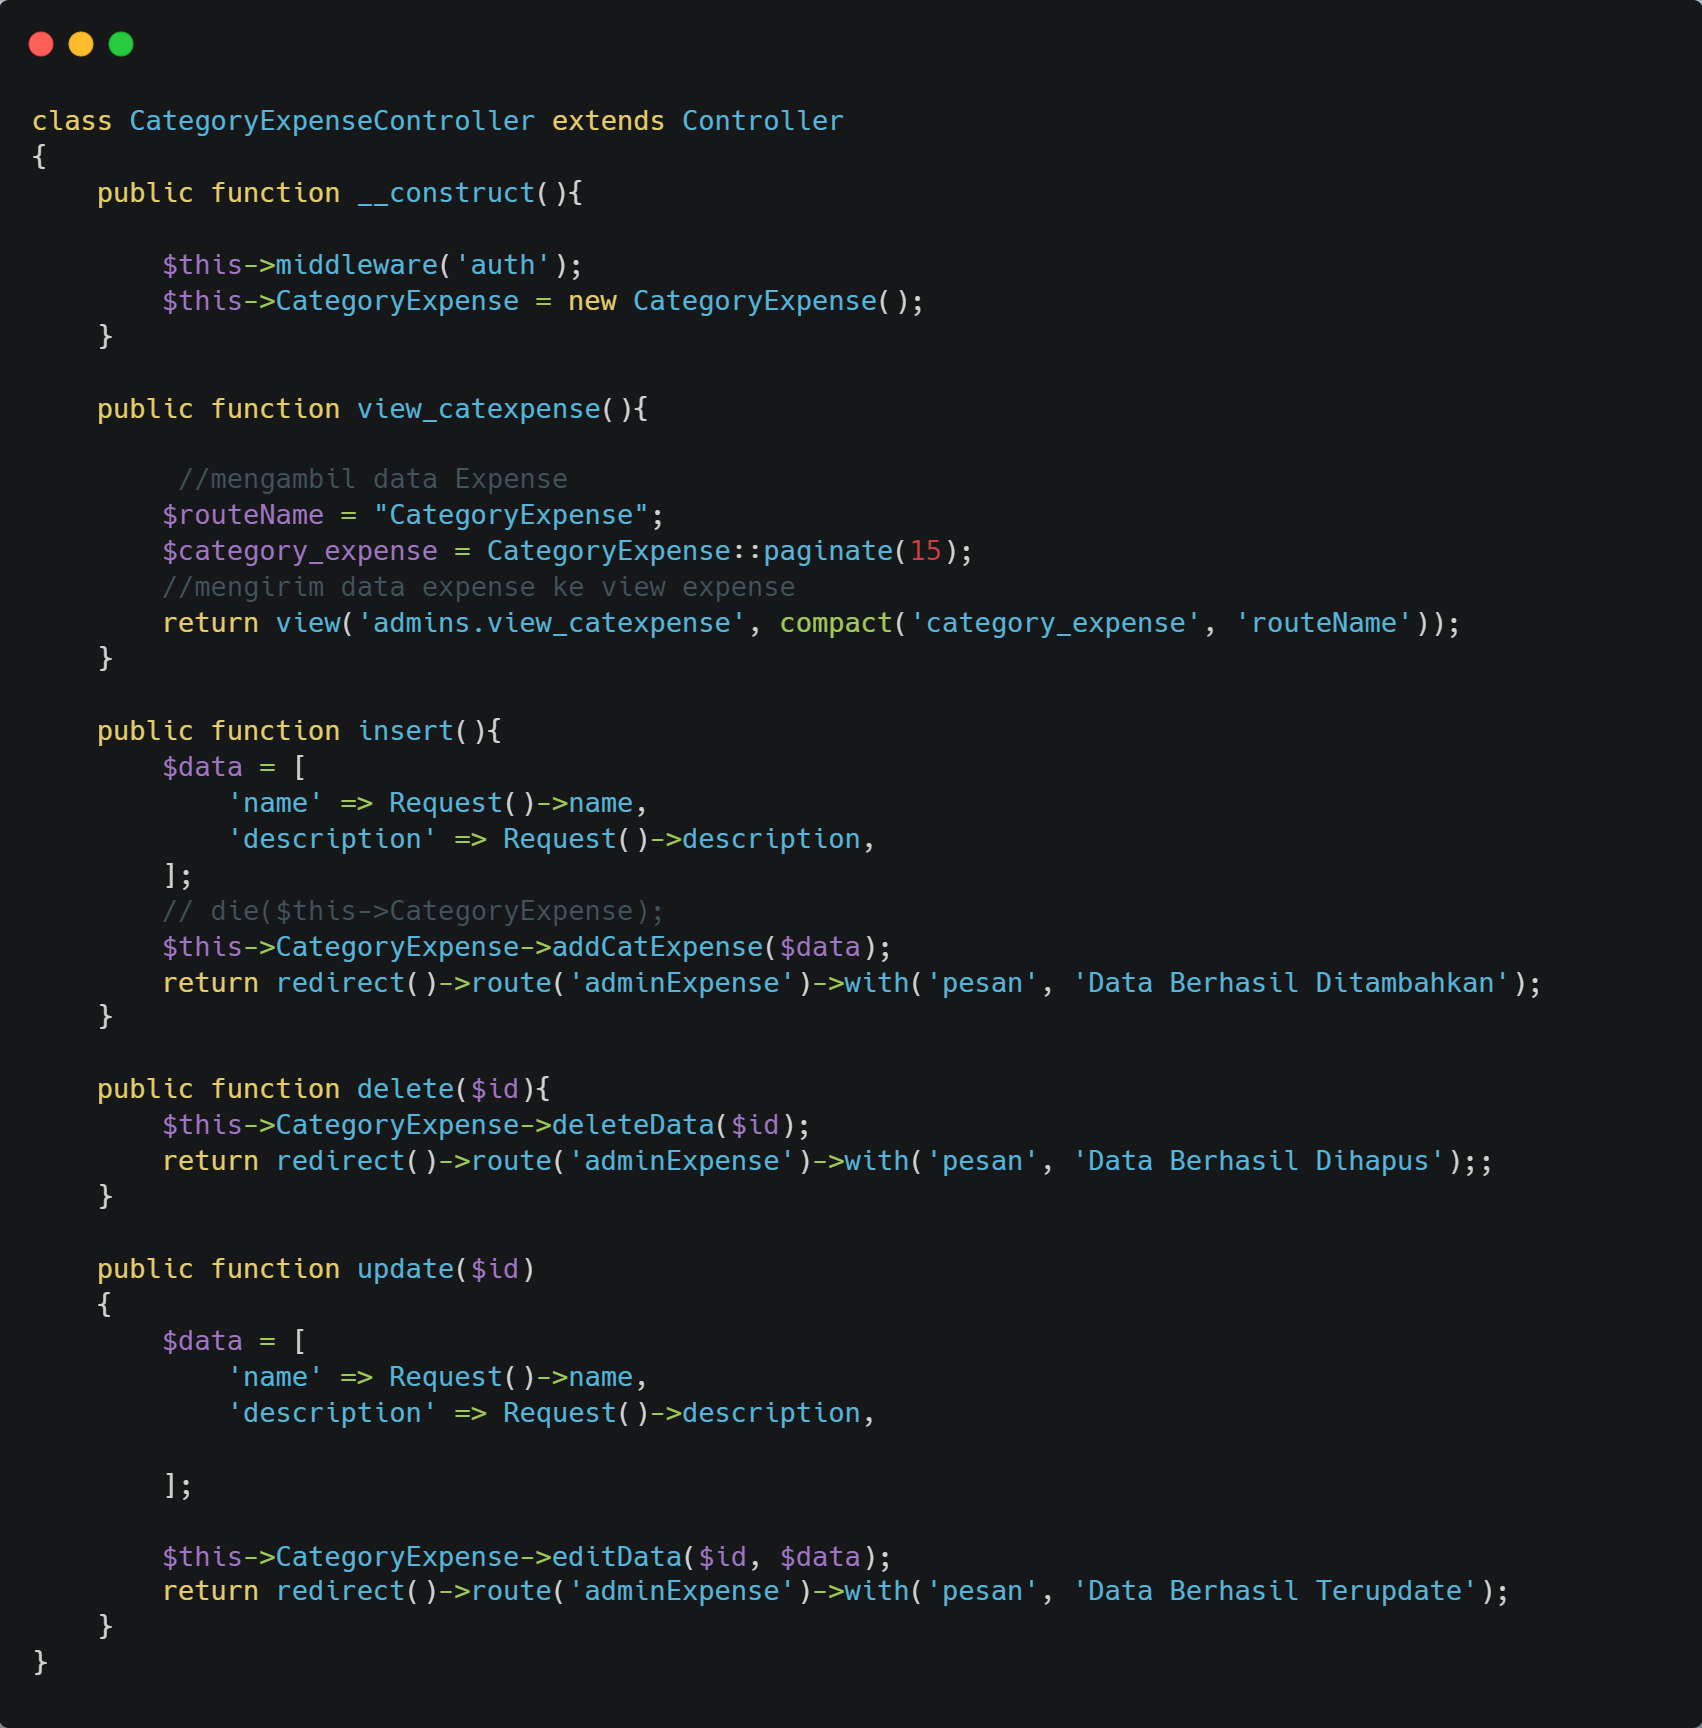 class CategoryExpenseController extends Controller
{
    public function __construct(){

        $this->middleware('auth');
        $this->CategoryExpense = new CategoryExpense();
    }

    public function view_catexpense(){

         //mengambil data Expense
        $routeName = "CategoryExpense";
        $category_expense = CategoryExpense::paginate(15);
        //mengirim data expense ke view expense
        return view('admins.view_catexpense', compact('category_expense', 'routeName'));
    }

    public function insert(){
        $data = [
            'name' => Request()->name,
            'description' => Request()->description,
        ];
        // die($this->CategoryExpense);
        $this->CategoryExpense->addCatExpense($data);
        return redirect()->route('adminExpense')->with('pesan', 'Data Berhasil Ditambahkan');
    }

    public function delete($id){
        $this->CategoryExpense->deleteData($id);
        return redirect()->route('adminExpense')->with('pesan', 'Data Berhasil Dihapus');;
    }

    public function update($id)
    {
        $data = [
            'name' => Request()->name,
            'description' => Request()->description,

        ];

        $this->CategoryExpense->editData($id, $data);
        return redirect()->route('adminExpense')->with('pesan', 'Data Berhasil Terupdate');
    }
}